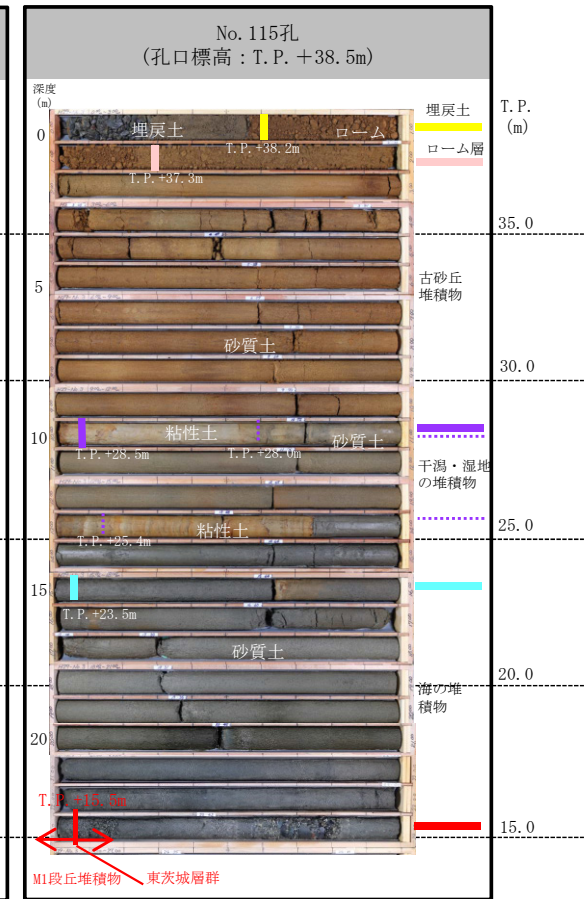 No.115孔
(孔口標高：T.P.＋38.5m)
深度
(m)
T.P.
(m)
埋戻土
ローム
埋戻土
0
T.P.+38.2m
ローム層
T.P.+37.3m
35.0
5
古砂丘
堆積物
砂質土
30.0
10
粘性土
砂質土
T.P.+28.5m
T.P.+28.0m
干潟・湿地
の堆積物
粘性土
25.0
T.P.+25.4m
15
T.P.+23.5m
砂質土
20.0
海の堆
積物
20
T.P.+15.5m
15.0
M1段丘堆積物
東茨城層群